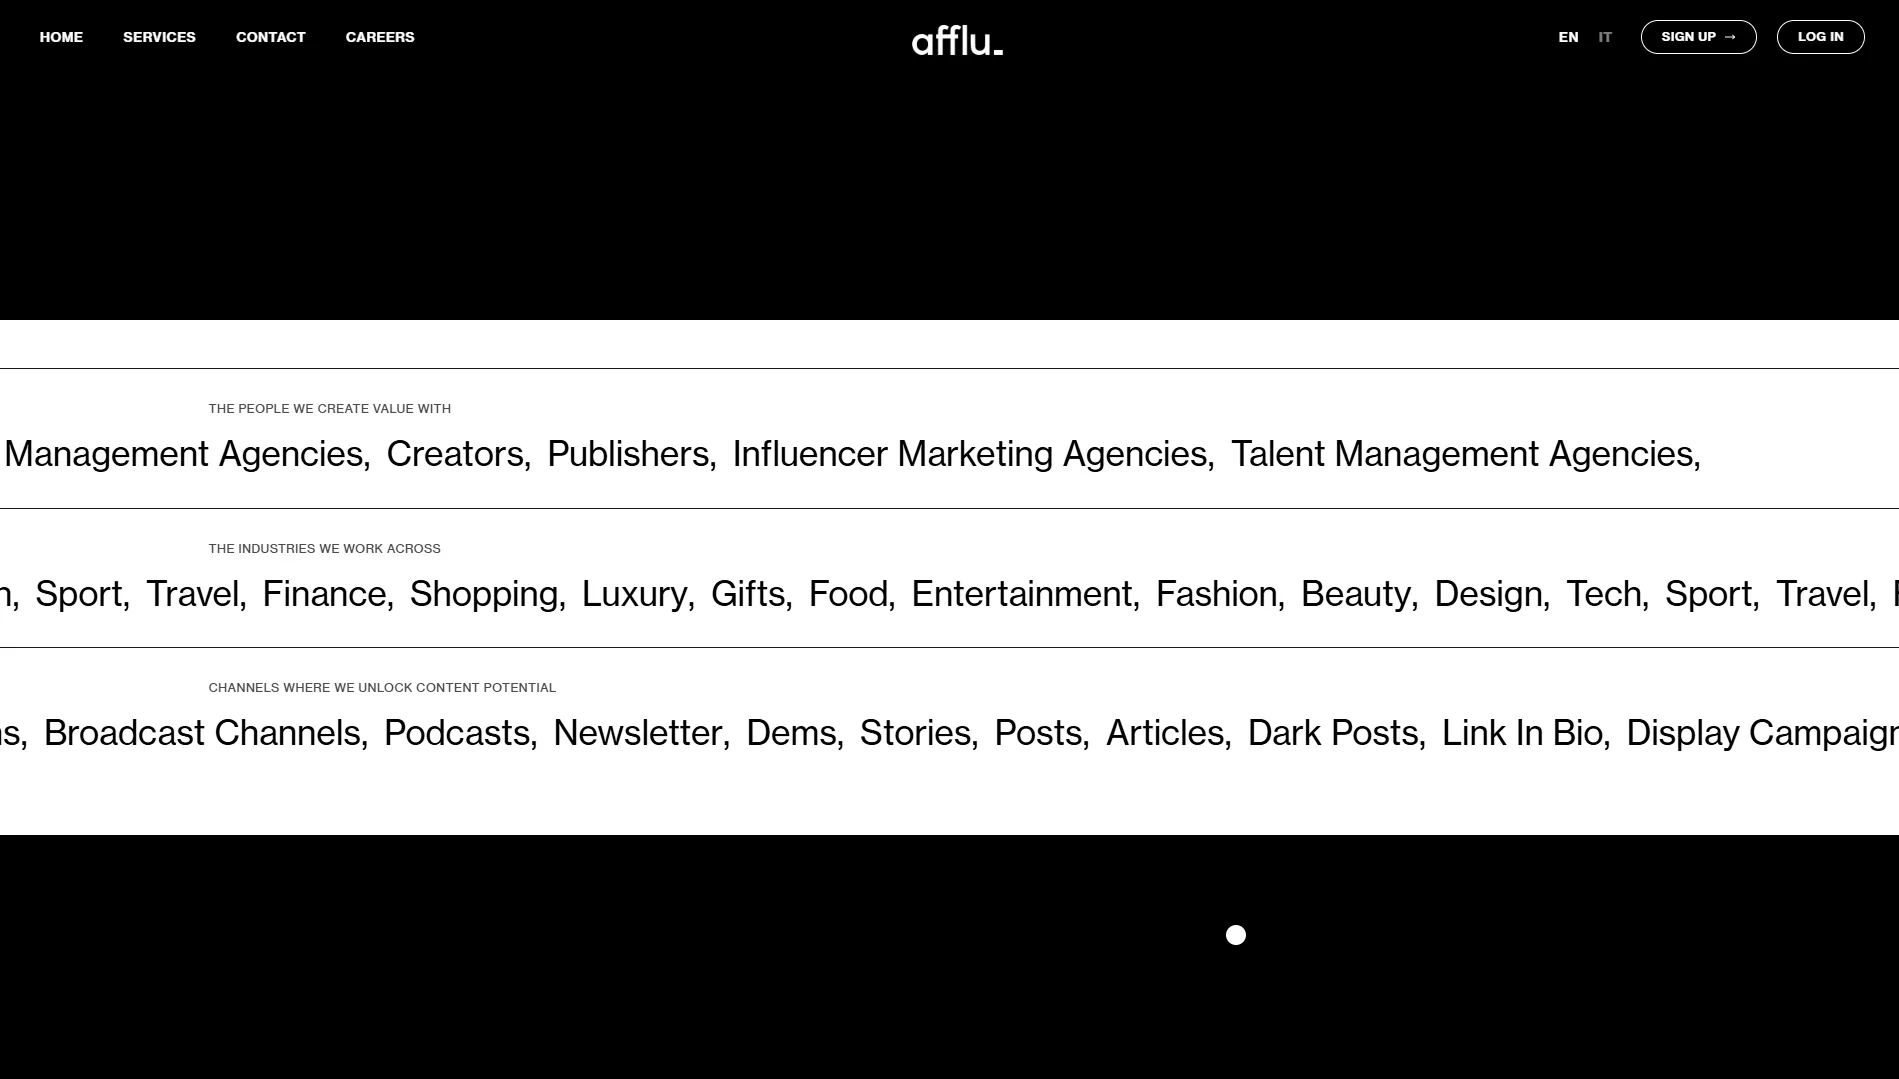 HOME SERVICES CONTACT CAREERS afflu. EN IT SIGN UP → LOG IN
THE PEOPLE WE CREATE VALUE WITH
Management Agencies, Creators, Publishers, Influencer Marketing Agencies, Talent Management Agencies,
THE INDUSTRIES WE WORK ACROSS
Sport, Travel, Finance, Shopping, Luxury, Gifts, Food, Entertainment, Fashion, Beauty, Design, Tech, Sport, Travel,
CHANNELS WHERE WE UNLOCK CONTENT POTENTIAL
Broadcast Channels, Podcasts, Newsletter, Dems, Stories, Posts, Articles, Dark Posts, Link In Bio, Display Campaign